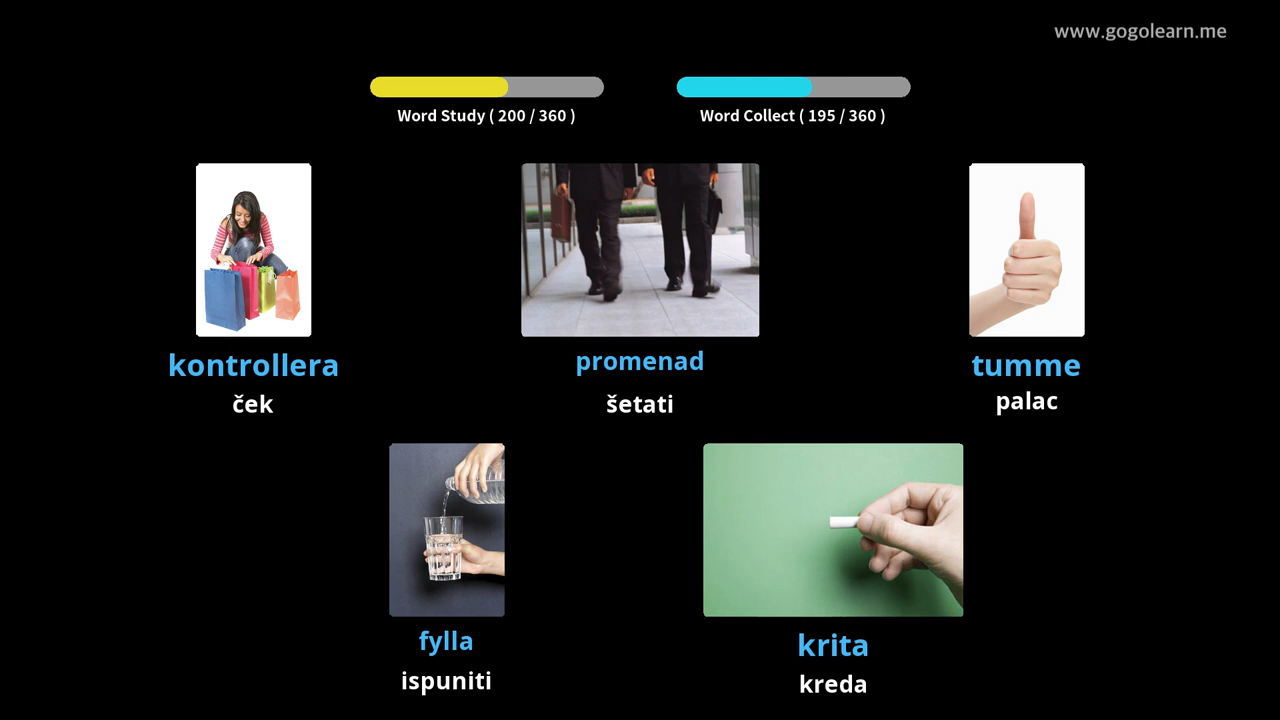 www.gogolearn.me
Word Study ( 200 / 360 )
Word Collect ( 195 / 360 )
kontrollera
ček
promenad
šetati
tumme
palac
fylla
ispuniti
krita
kreda